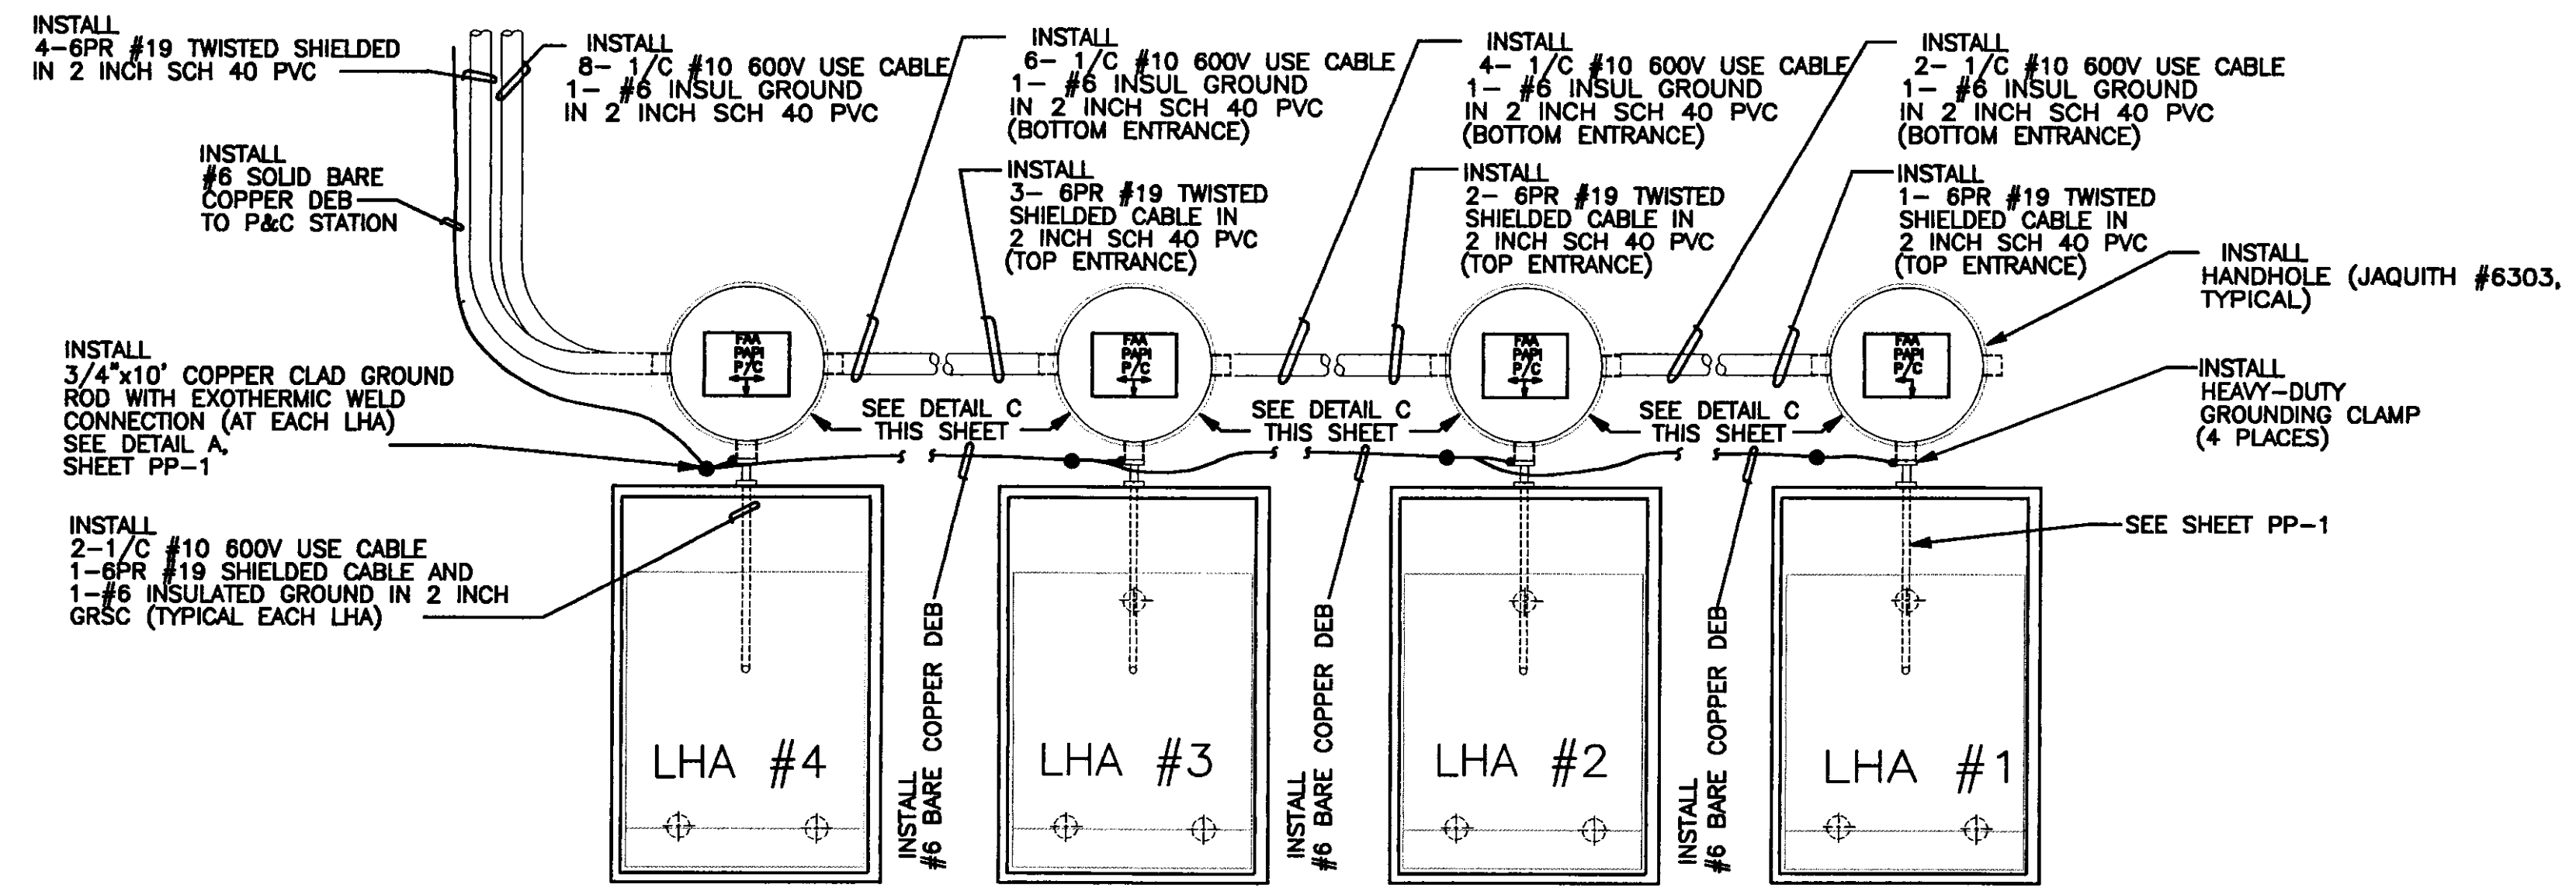 INSTALL
4-6PR #19 TWISTED SHIELDED
IN 2 INCH SCH 40 PVC
INSTALL
8- 1/C #10 600V USE CABLE
1- #6 INSUL GROUND
IN 2 INCH SCH 40 PVC
INSTALL
6- 1/C #10 600V USE CABLE
1- #6 INSUL GROUND
IN 2 INCH SCH 40 PVC
(BOTTOM ENTRANCE)
INSTALL
4- 1/C #10 600V USE CABLE
1- #6 INSUL GROUND
IN 2 INCH SCH 40 PVC
(BOTTOM ENTRANCE)
INSTALL
2- 1/C #10 600V USE CABLE
1- #6 INSUL GROUND
IN 2 INCH SCH 40 PVC
(BOTTOM ENTRANCE)
INSTALL
#6 SOLID BARE
COPPER DEB
TO P&C STATION
INSTALL
3- 6PR #19 TWISTED
SHIELDED CABLE IN
2 INCH SCH 40 PVC
(TOP ENTRANCE)
INSTALL
2- 6PR #19 TWISTED
SHIELDED CABLE IN
2 INCH SCH 40 PVC
(TOP ENTRANCE)
INSTALL
1- 6PR #19 TWISTED
SHIELDED CABLE IN
2 INCH SCH 40 PVC
(TOP ENTRANCE)
INSTALL
HANDHOLE (JAQUITH #6303,
TYPICAL)
FAA
PAPI
P/C
FAA
PAPI
P/C
FAA
PAPI
P/C
FAA
PAPI
P/C
INSTALL
3/4"x10' COPPER CLAD GROUND
ROD WITH EXOTHERMIC WELD
CONNECTION (AT EACH LHA)
SEE DETAIL A,
SHEET PP-1
SEE DETAIL C
THIS SHEET
SEE DETAIL C
THIS SHEET
SEE DETAIL C
THIS SHEET
INSTALL
HEAVY-DUTY
GROUNDING CLAMP
(4 PLACES)
INSTALL
2-1/C #10 600V USE CABLE
1-6PR #19 SHIELDED CABLE AND
1-#6 INSULATED GROUND IN 2 INCH
GRSC (TYPICAL EACH LHA)
SEE SHEET PP-1
INSTALL
#6 BARE COPPER DEB
INSTALL
#6 BARE COPPER DEB
INSTALL
#6 BARE COPPER DEB
LHA #4
LHA #3
LHA #2
LHA #1